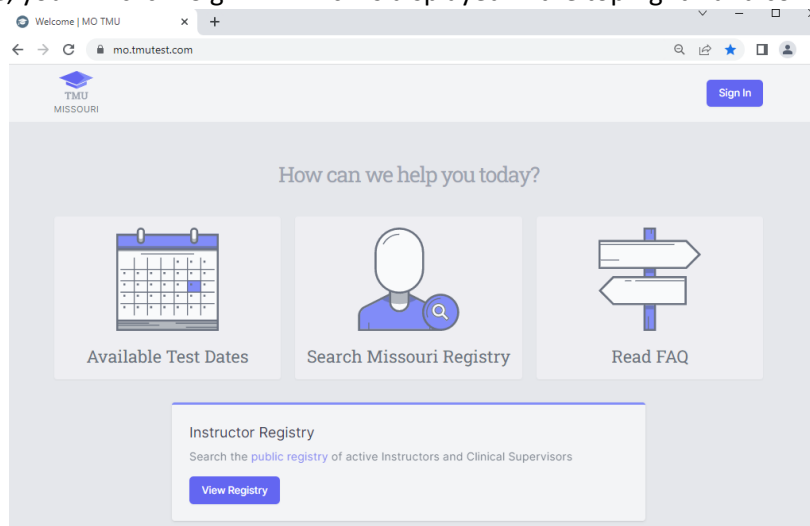 Welcome | MO TMU
mo.tmutest.com
TMU
MISSOURI
Sign In
How can we help you today?
Available Test Dates
Search Missouri Registry
Read FAQ
Instructor Registry
Search the public registry of active Instructors and Clinical Supervisors
View Registry